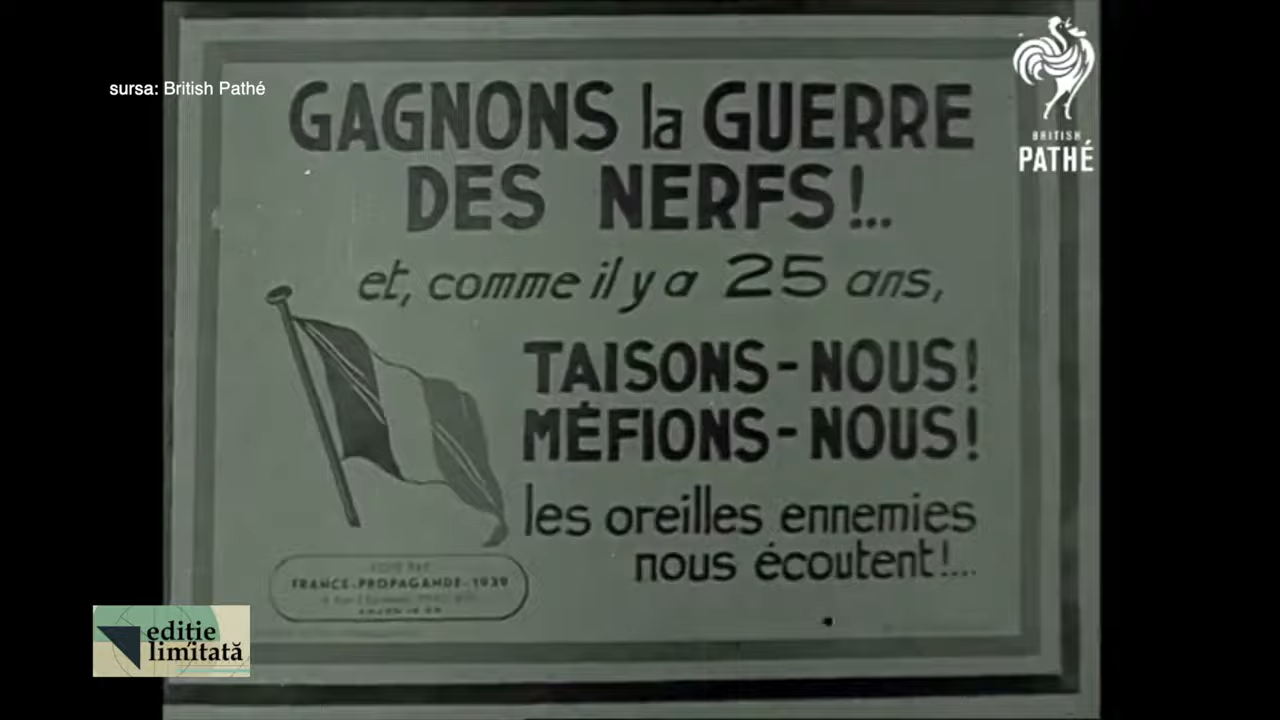 sursa: British Pathé
BRITISH
PATHÉ
GAGNONS la GUERRE
DES NERFS!..
et, comme il y a 25 ans,
TAISONS-NOUS!
MÉFIONS-NOUS!
les oreilles ennemies
nous écoutent!...
FRANCE-PROPAGANDE-1939
ediție
limitată